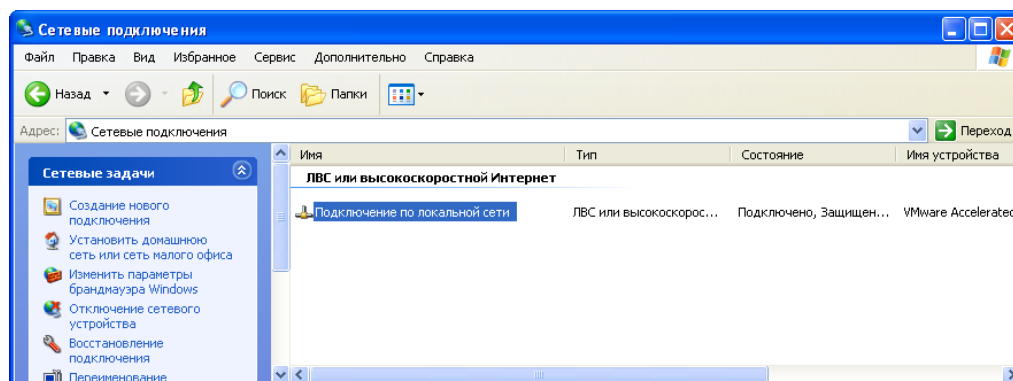 Сетевые подключения
Файл Правка Вид Избранное Сервис Дополнительно Справка
Назад Поиск Папки
Адрес: Сетевые подключения Переход
Имя Тип Состояние Имя устройства
Сетевые задачи
ЛВС или высокоскоростной Интернет
Подключение по локальной сети ЛВС или высокоскорос... Подключено, Защищен... VMware Accelerated
Создание нового
подключения
Установить домашнюю
сеть или сеть малого офиса
Изменить параметры
брандмауэра Windows
Отключение сетевого
устройства
Восстановление
подключения
Переименование